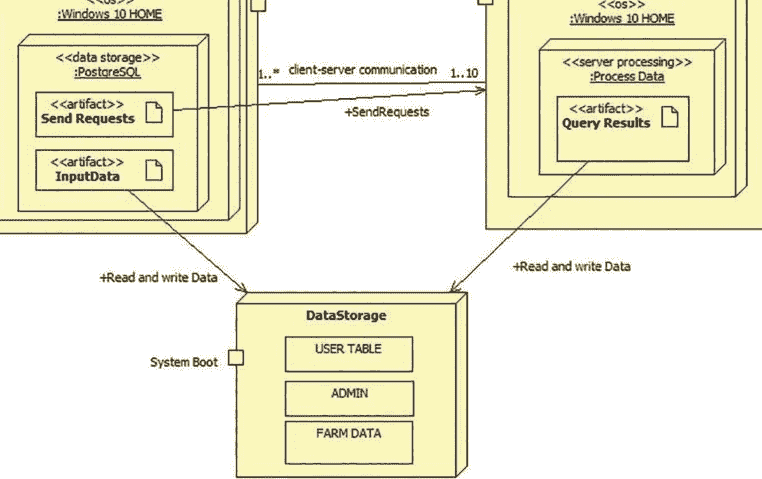 <<os>>
:Windows 10 HOME
<<data storage>>
:PostgreSQL
<<artifact>>
Send Requests
<<artifact>>
InputData
1..*
client-server communication
1..10
+SendRequests
<<os>>
:Windows 10 HOME
<<server processing>>
:Process Data
<<artifact>>
Query Results
+Read and write Data
+Read and write Data
DataStorage
System Boot
USER TABLE
ADMIN
FARM DATA